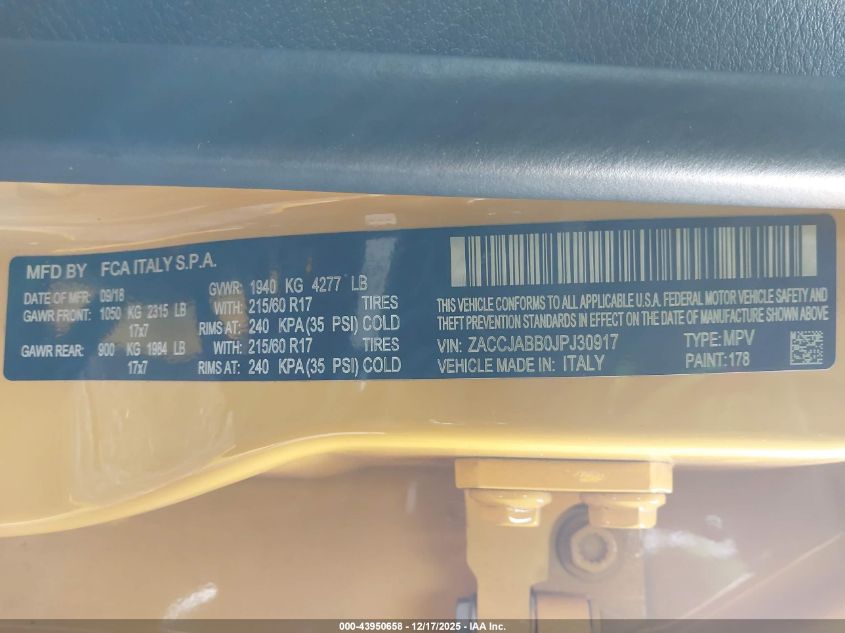 MFD BY FCA ITALY S.P.A.
DATE OF MFR: 09/18 GVWR: 1940 KG 4277 LB
GAWR FRONT: 1050 KG 2315 LB WITH: 215/60 R17 TIRES
17x7 RIMS AT: 240 KPA (35 PSI) COLD
GAWR REAR: 900 KG 1984 LB WITH: 215/60 R17 TIRES
17x7 RIMS AT: 240 KPA (35 PSI) COLD
THIS VEHICLE CONFORMS TO ALL APPLICABLE U.S.A. FEDERAL MOTOR VEHICLE SAFETY AND
THEFT PREVENTION STANDARDS IN EFFECT ON THE DATE OF MANUFACTURE SHOWN ABOVE
VIN: ZACCJABB0JPJ30917 TYPE: MPV
VEHICLE MADE IN: ITALY PAINT: 178
000-43950658 - 12/17/2025 - IAA Inc.